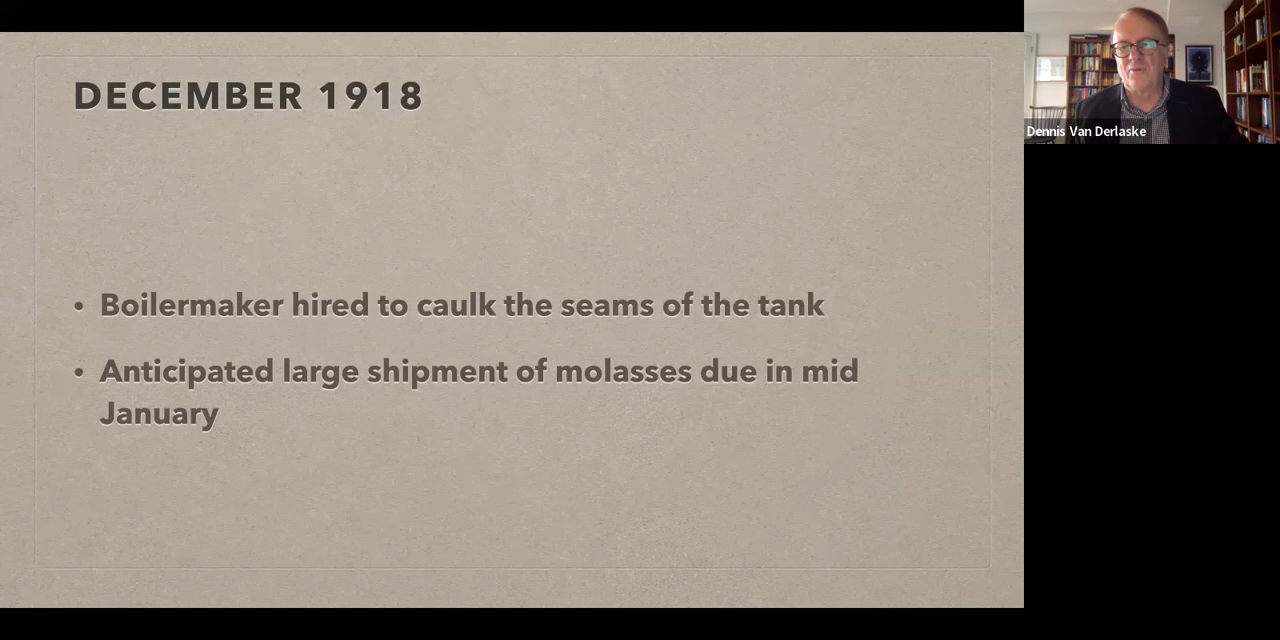 DECEMBER 1918
• Boilermaker hired to caulk the seams of the tank
• Anticipated large shipment of molasses due in mid
January
Dennis Van Derlaske